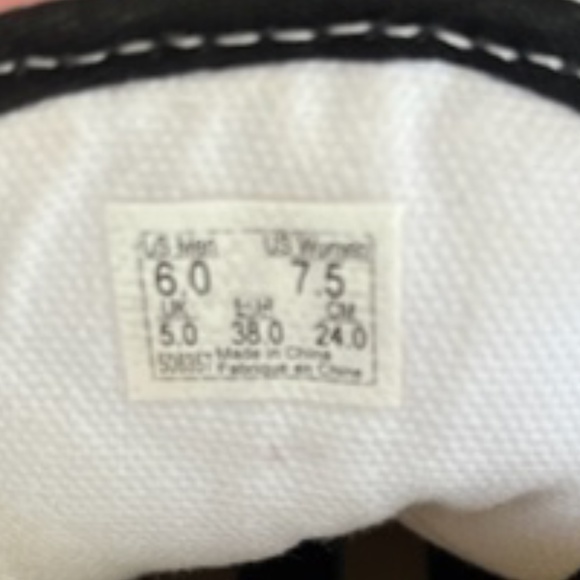 US Men US Women
6.0 7.5
UK EUR CM
5.0 38.0 24.0
Made in China
Fabrique en Chine